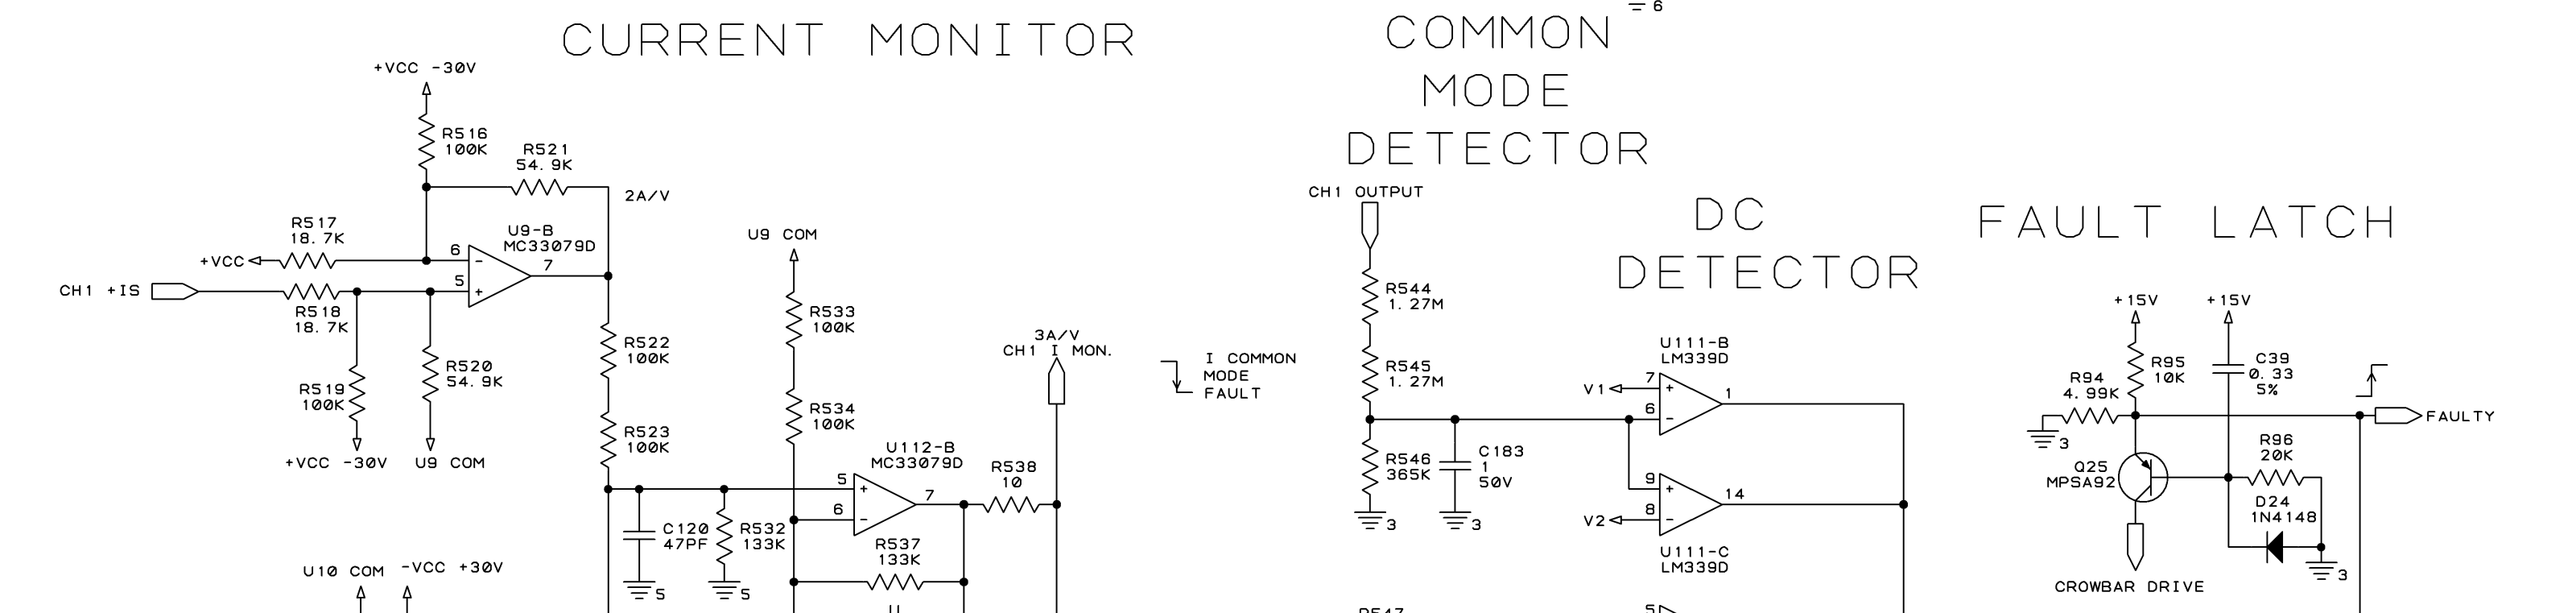 CURRENT MONITOR
6
COMMON
MODE
DETECTOR
DC
DETECTOR
FAULT LATCH
+VCC -30V
R516
100K
R521
54.9K
2A/V
R517
18.7K
U9-B
MC33079D
+VCC
6
-
7
CH1 +IS
5
+
R518
18.7K
R519
100K
R520
54.9K
+VCC -30V
U9 COM
R522
100K
R523
100K
U9 COM
R533
100K
R534
100K
3A/V
CH1 I MON.
U112-B
MC33079D
5
+
6
-
7
R538
10
C120
47PF
R532
133K
R537
133K
5
5
U10 COM
-VCC +30V
I COMMON
MODE
FAULT
CH1 OUTPUT
R544
1.27M
R545
1.27M
R546
365K
C183
1
50V
3
3
U111-B
LM339D
V1
7
+
6
-
1
9
+
V2
8
-
14
U111-C
LM339D
5
+15V
+15V
R95
10K
C39
0.33
5%
R94
4.99K
3
FAULTY
R96
20K
Q25
MPSA92
D24
1N4148
3
CROWBAR DRIVE